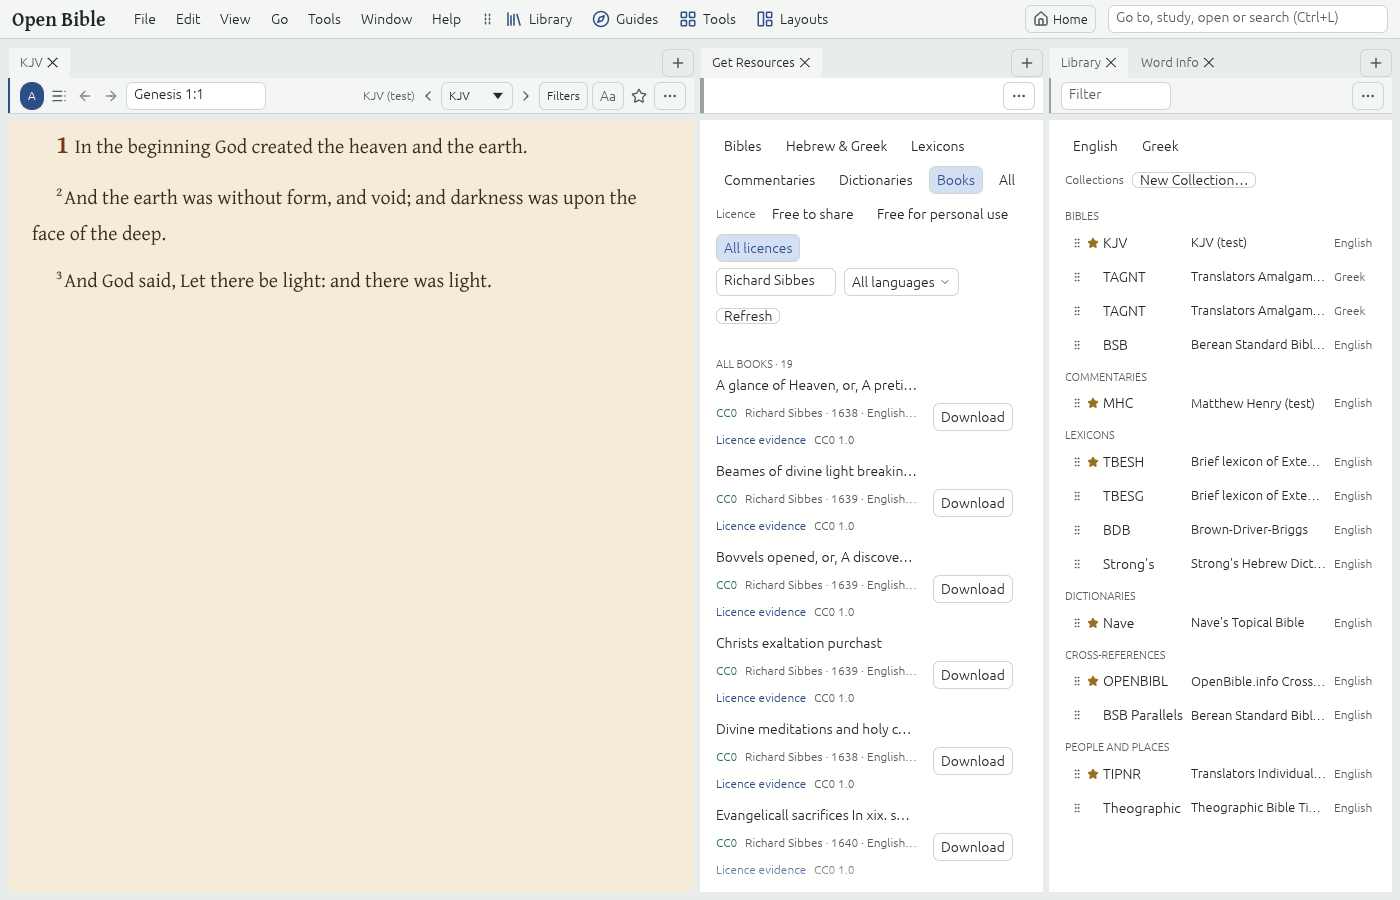 Open Bible File Edit View Go Tools Window Help Library Guides Tools Layouts Home Go to, study, open or search (Ctrl+L)
KJV
A Genesis 1:1 KJV (test) KJV Filters Aa
1 In the beginning God created the heaven and the earth.
2 And the earth was without form, and void; and darkness was upon the
face of the deep.
3 And God said, Let there be light: and there was light.
Get Resources
Bibles Hebrew & Greek Lexicons
Commentaries Dictionaries Books All
Licence Free to share Free for personal use
All licences
Richard Sibbes All languages
Refresh
ALL BOOKS · 19
A glance of Heaven, or, A preti…
CC0 Richard Sibbes · 1638 · English… Download
Licence evidence CC0 1.0
Beames of divine light breakin…
CC0 Richard Sibbes · 1639 · English… Download
Licence evidence CC0 1.0
Bovvels opened, or, A discove…
CC0 Richard Sibbes · 1639 · English… Download
Licence evidence CC0 1.0
Christs exaltation purchast
CC0 Richard Sibbes · 1639 · English… Download
Licence evidence CC0 1.0
Divine meditations and holy c…
CC0 Richard Sibbes · 1638 · English… Download
Licence evidence CC0 1.0
Evangelicall sacrifices In xix. s…
CC0 Richard Sibbes · 1640 · English… Download
Licence evidence CC0 1.0
Library Word Info
Filter
English Greek
Collections New Collection…
BIBLES
KJV KJV (test) English
TAGNT Translators Amalgam… Greek
TAGNT Translators Amalgam… Greek
BSB Berean Standard Bibl… English
COMMENTARIES
MHC Matthew Henry (test) English
LEXICONS
TBESH Brief lexicon of Exte… English
TBESG Brief lexicon of Exte… English
BDB Brown-Driver-Briggs English
Strong's Strong's Hebrew Dict… English
DICTIONARIES
Nave Nave's Topical Bible English
CROSS-REFERENCES
OPENBIBL OpenBible.info Cross… English
BSB Parallels Berean Standard Bibl… English
PEOPLE AND PLACES
TIPNR Translators Individual… English
Theographic Theographic Bible Ti… English